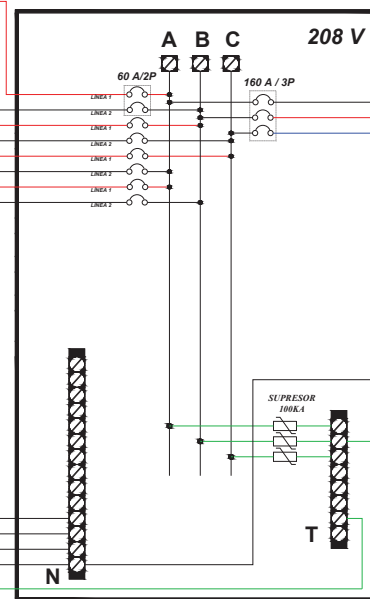 A B C 208 V
60 A/2P
160 A / 3P
LINEA 1
LINEA 2
LINEA 1
LINEA 2
LINEA 1
LINEA 2
LINEA 1
LINEA 2
SUPRESOR
100KA
T
N